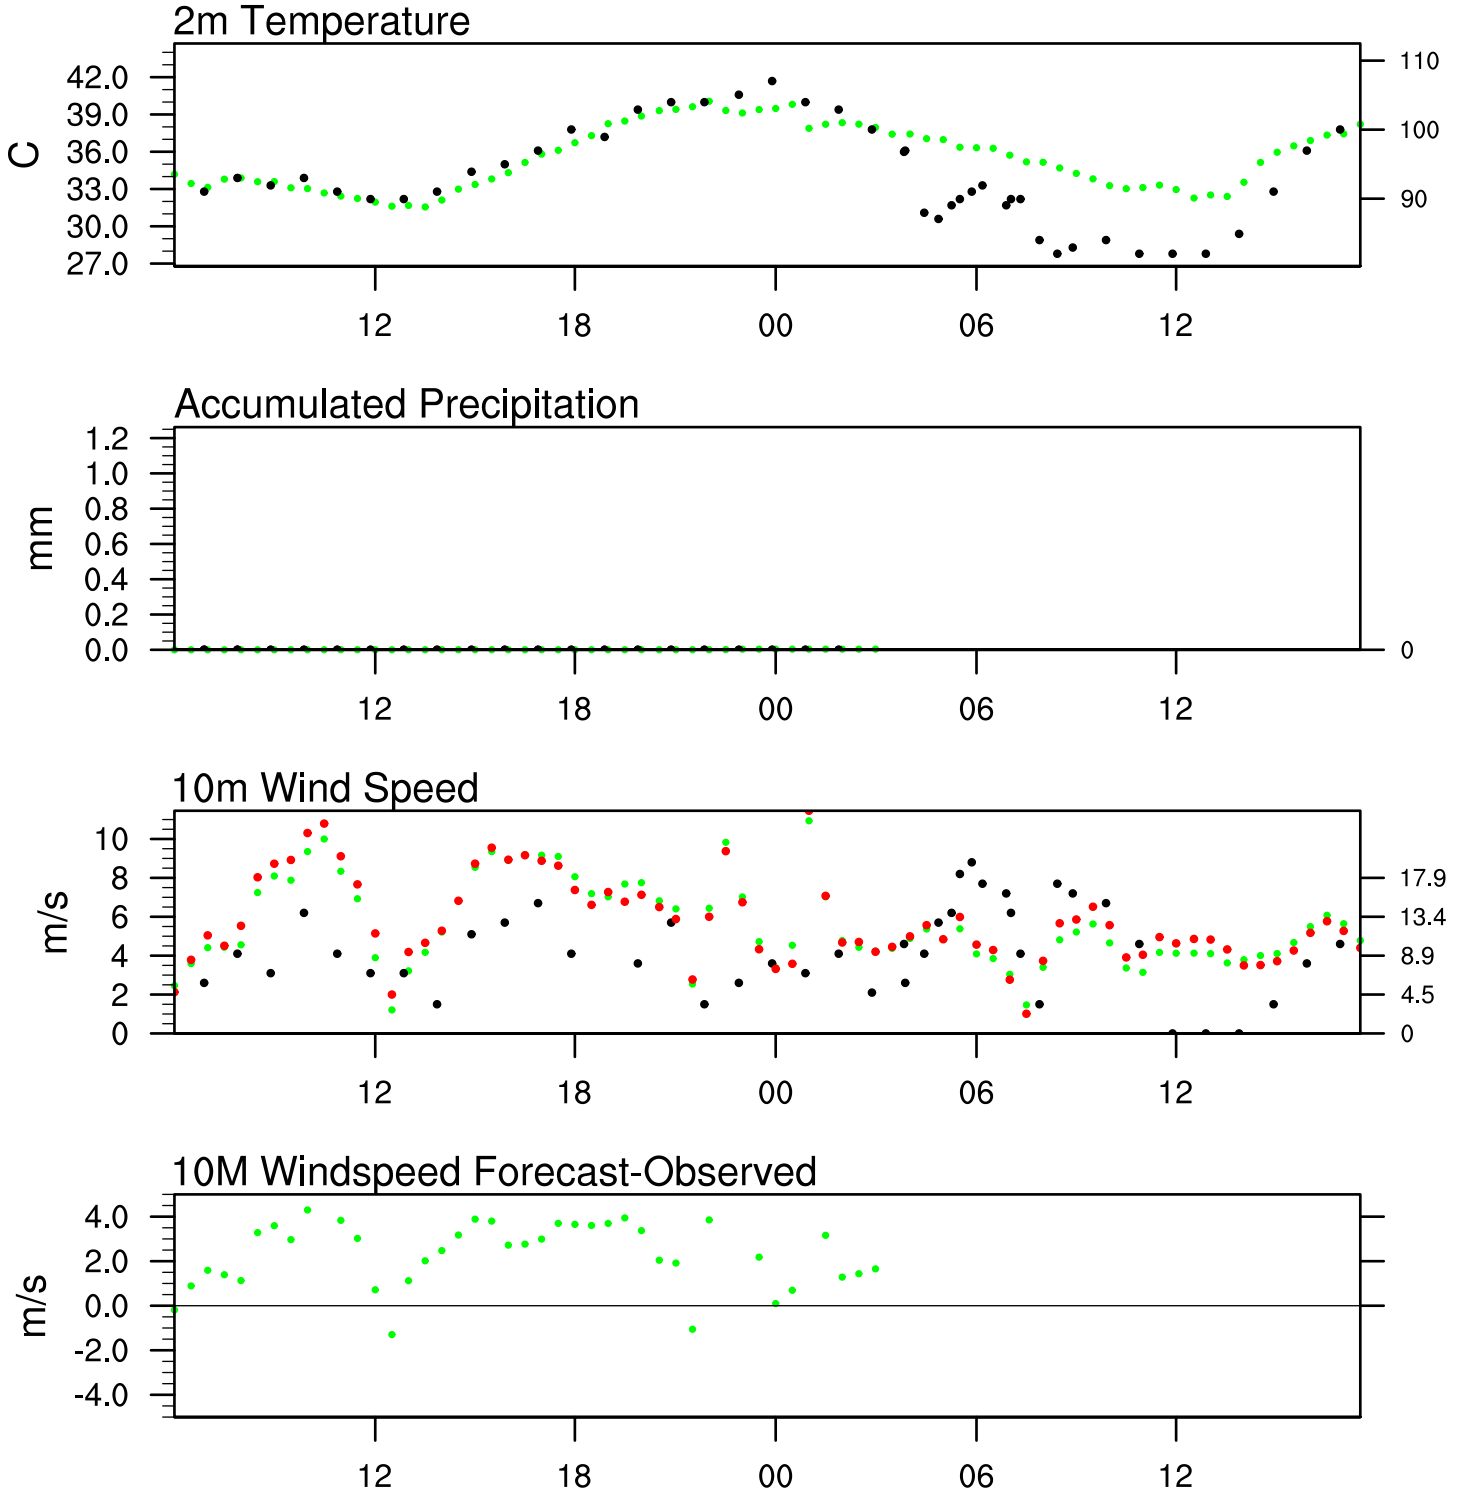 2m Temperature
42.0
39.0
36.0
33.0
30.0
27.0
C
110
100
90
12 18 00 06 12
Accumulated Precipitation
1.2
1.0
0.8
0.6
0.4
0.2
0.0
mm
0
12 18 00 06 12
10m Wind Speed
10
8
6
4
2
0
m/s
17.9
13.4
8.9
4.5
0
12 18 00 06 12
10M Windspeed Forecast-Observed
4.0
2.0
0.0
-2.0
-4.0
m/s
12 18 00 06 12